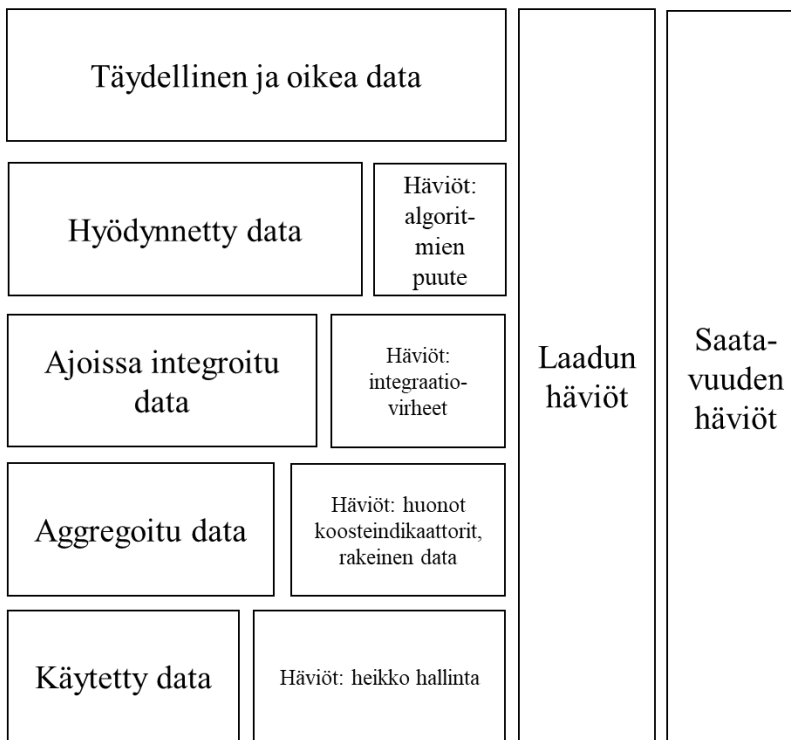 Täydellinen ja oikea data
Hyödynnetty data
Häviöt:
algorit-
mien
puute
Ajoissa integroitu
data
Häviöt:
integraatio-
virheet
Aggregoitu data
Häviöt: huonot
koosteindikaattorit,
rakeinen data
Käytetty data
Häviöt: heikko hallinta
Laadun
häviöt
Saata-
vuuden
häviöt